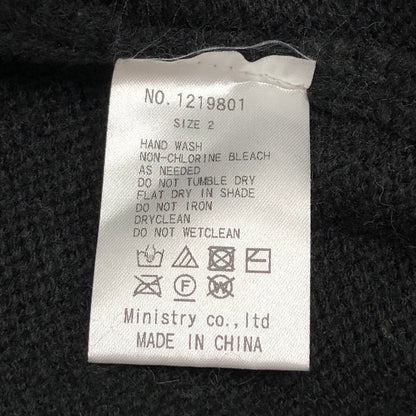 NO. 1219801
SIZE 2
HAND WASH
NON-CHLORINE BLEACH
AS NEEDED
DO NOT TUMBLE DRY
FLAT DRY IN SHADE
DO NOT IRON
DRYCLEAN
DO NOT WETCLEAN
F
Ministry co.,ltd
MADE IN CHINA